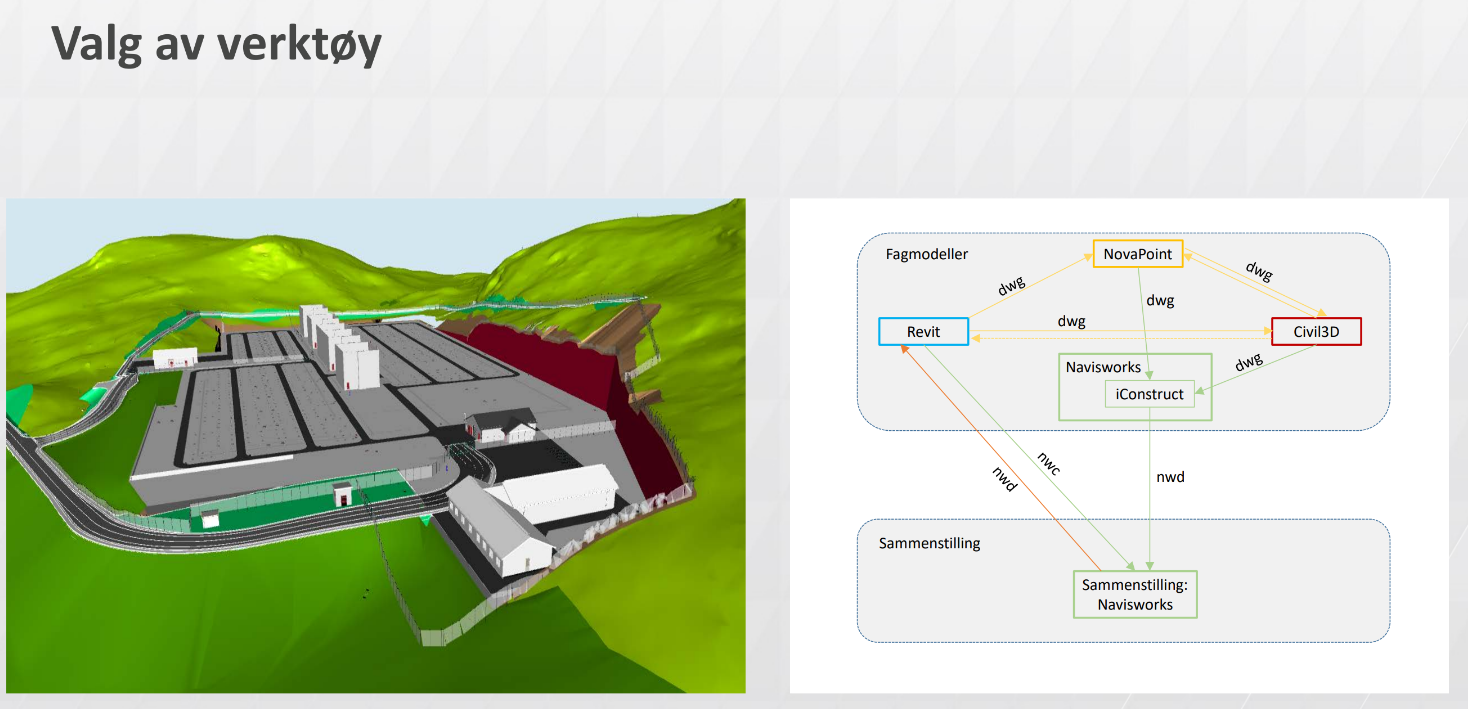 Valg av verktøy
Fagmodeller
NovaPoint
dwg
dwg
dwg
dwg
Revit
Civil3D
dwg
Navisworks
iConstruct
nwc
nwd
nwd
Sammenstilling
Sammenstilling:
Navisworks